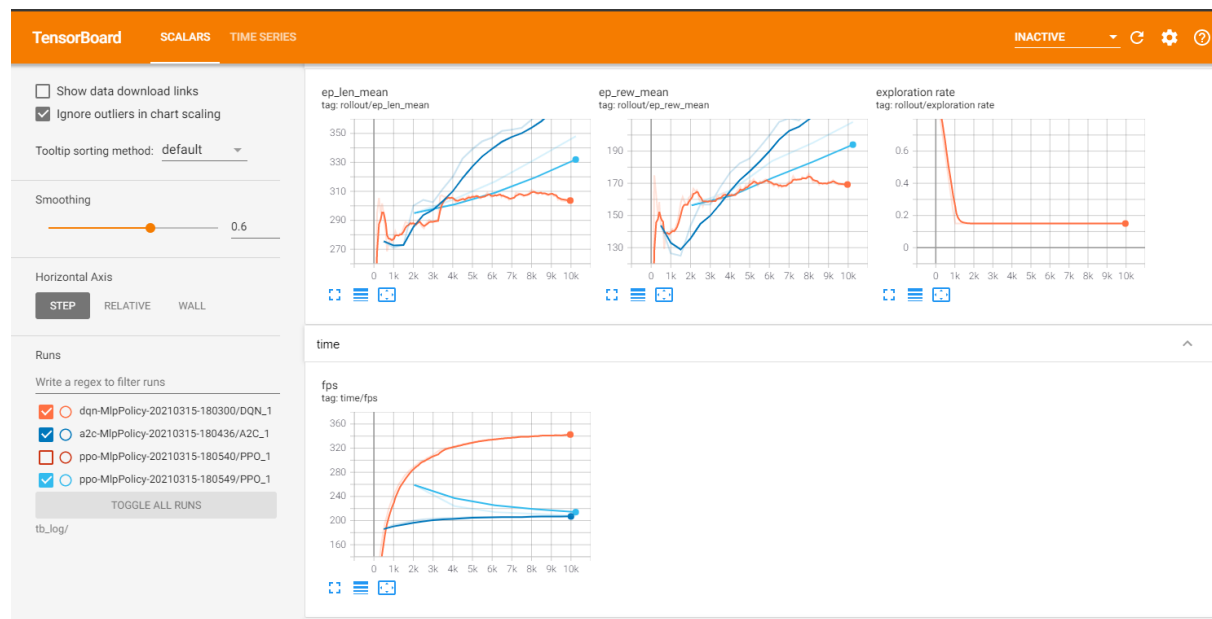 TensorBoard SCALARS TIME SERIES INACTIVE
Show data download links
Ignore outliers in chart scaling
Tooltip sorting method: default
Smoothing
0.6
Horizontal Axis
STEP RELATIVE WALL
Runs
Write a regex to filter runs
dqn-MlpPolicy-20210315-180300/DQN_1
a2c-MlpPolicy-20210315-180436/A2C_1
ppo-MlpPolicy-20210315-180540/PPO_1
ppo-MlpPolicy-20210315-180549/PPO_1
TOGGLE ALL RUNS
tb_log/
ep_len_mean
tag: rollout/ep_len_mean
350
330
310
290
270
0 1k 2k 3k 4k 5k 6k 7k 8k 9k 10k
ep_rew_mean
tag: rollout/ep_rew_mean
190
170
150
130
0 1k 2k 3k 4k 5k 6k 7k 8k 9k 10k
exploration rate
tag: rollout/exploration rate
0.6
0.4
0.2
0
0 1k 2k 3k 4k 5k 6k 7k 8k 9k 10k
time
fps
tag: time/fps
360
320
280
240
200
160
0 1k 2k 3k 4k 5k 6k 7k 8k 9k 10k